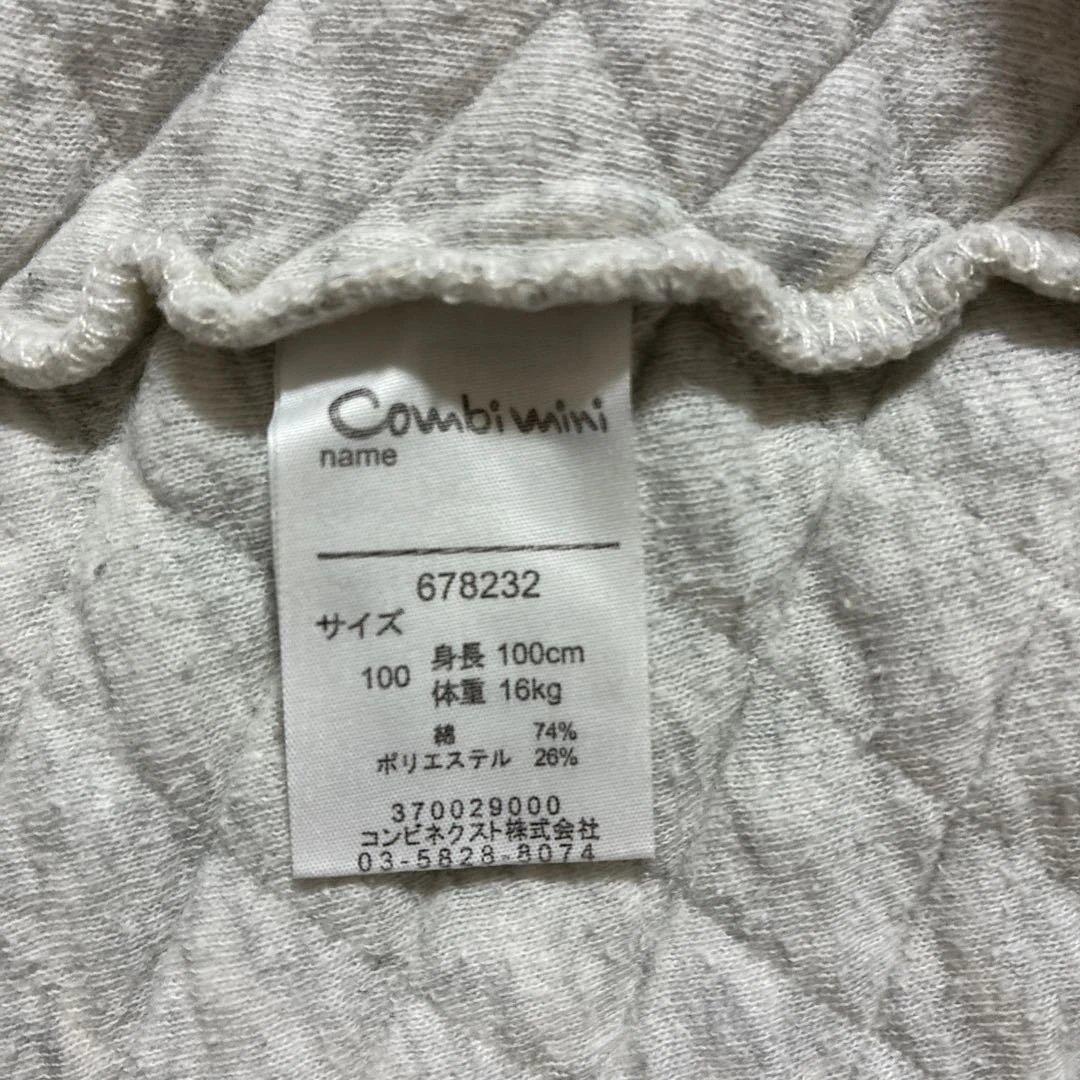 Combi mini
name
678232
サイズ
100 身長 100cm
体重 16kg
綿 74%
ポリエステル 26%
370029000
コンビネクスト株式会社
03-5828-8074